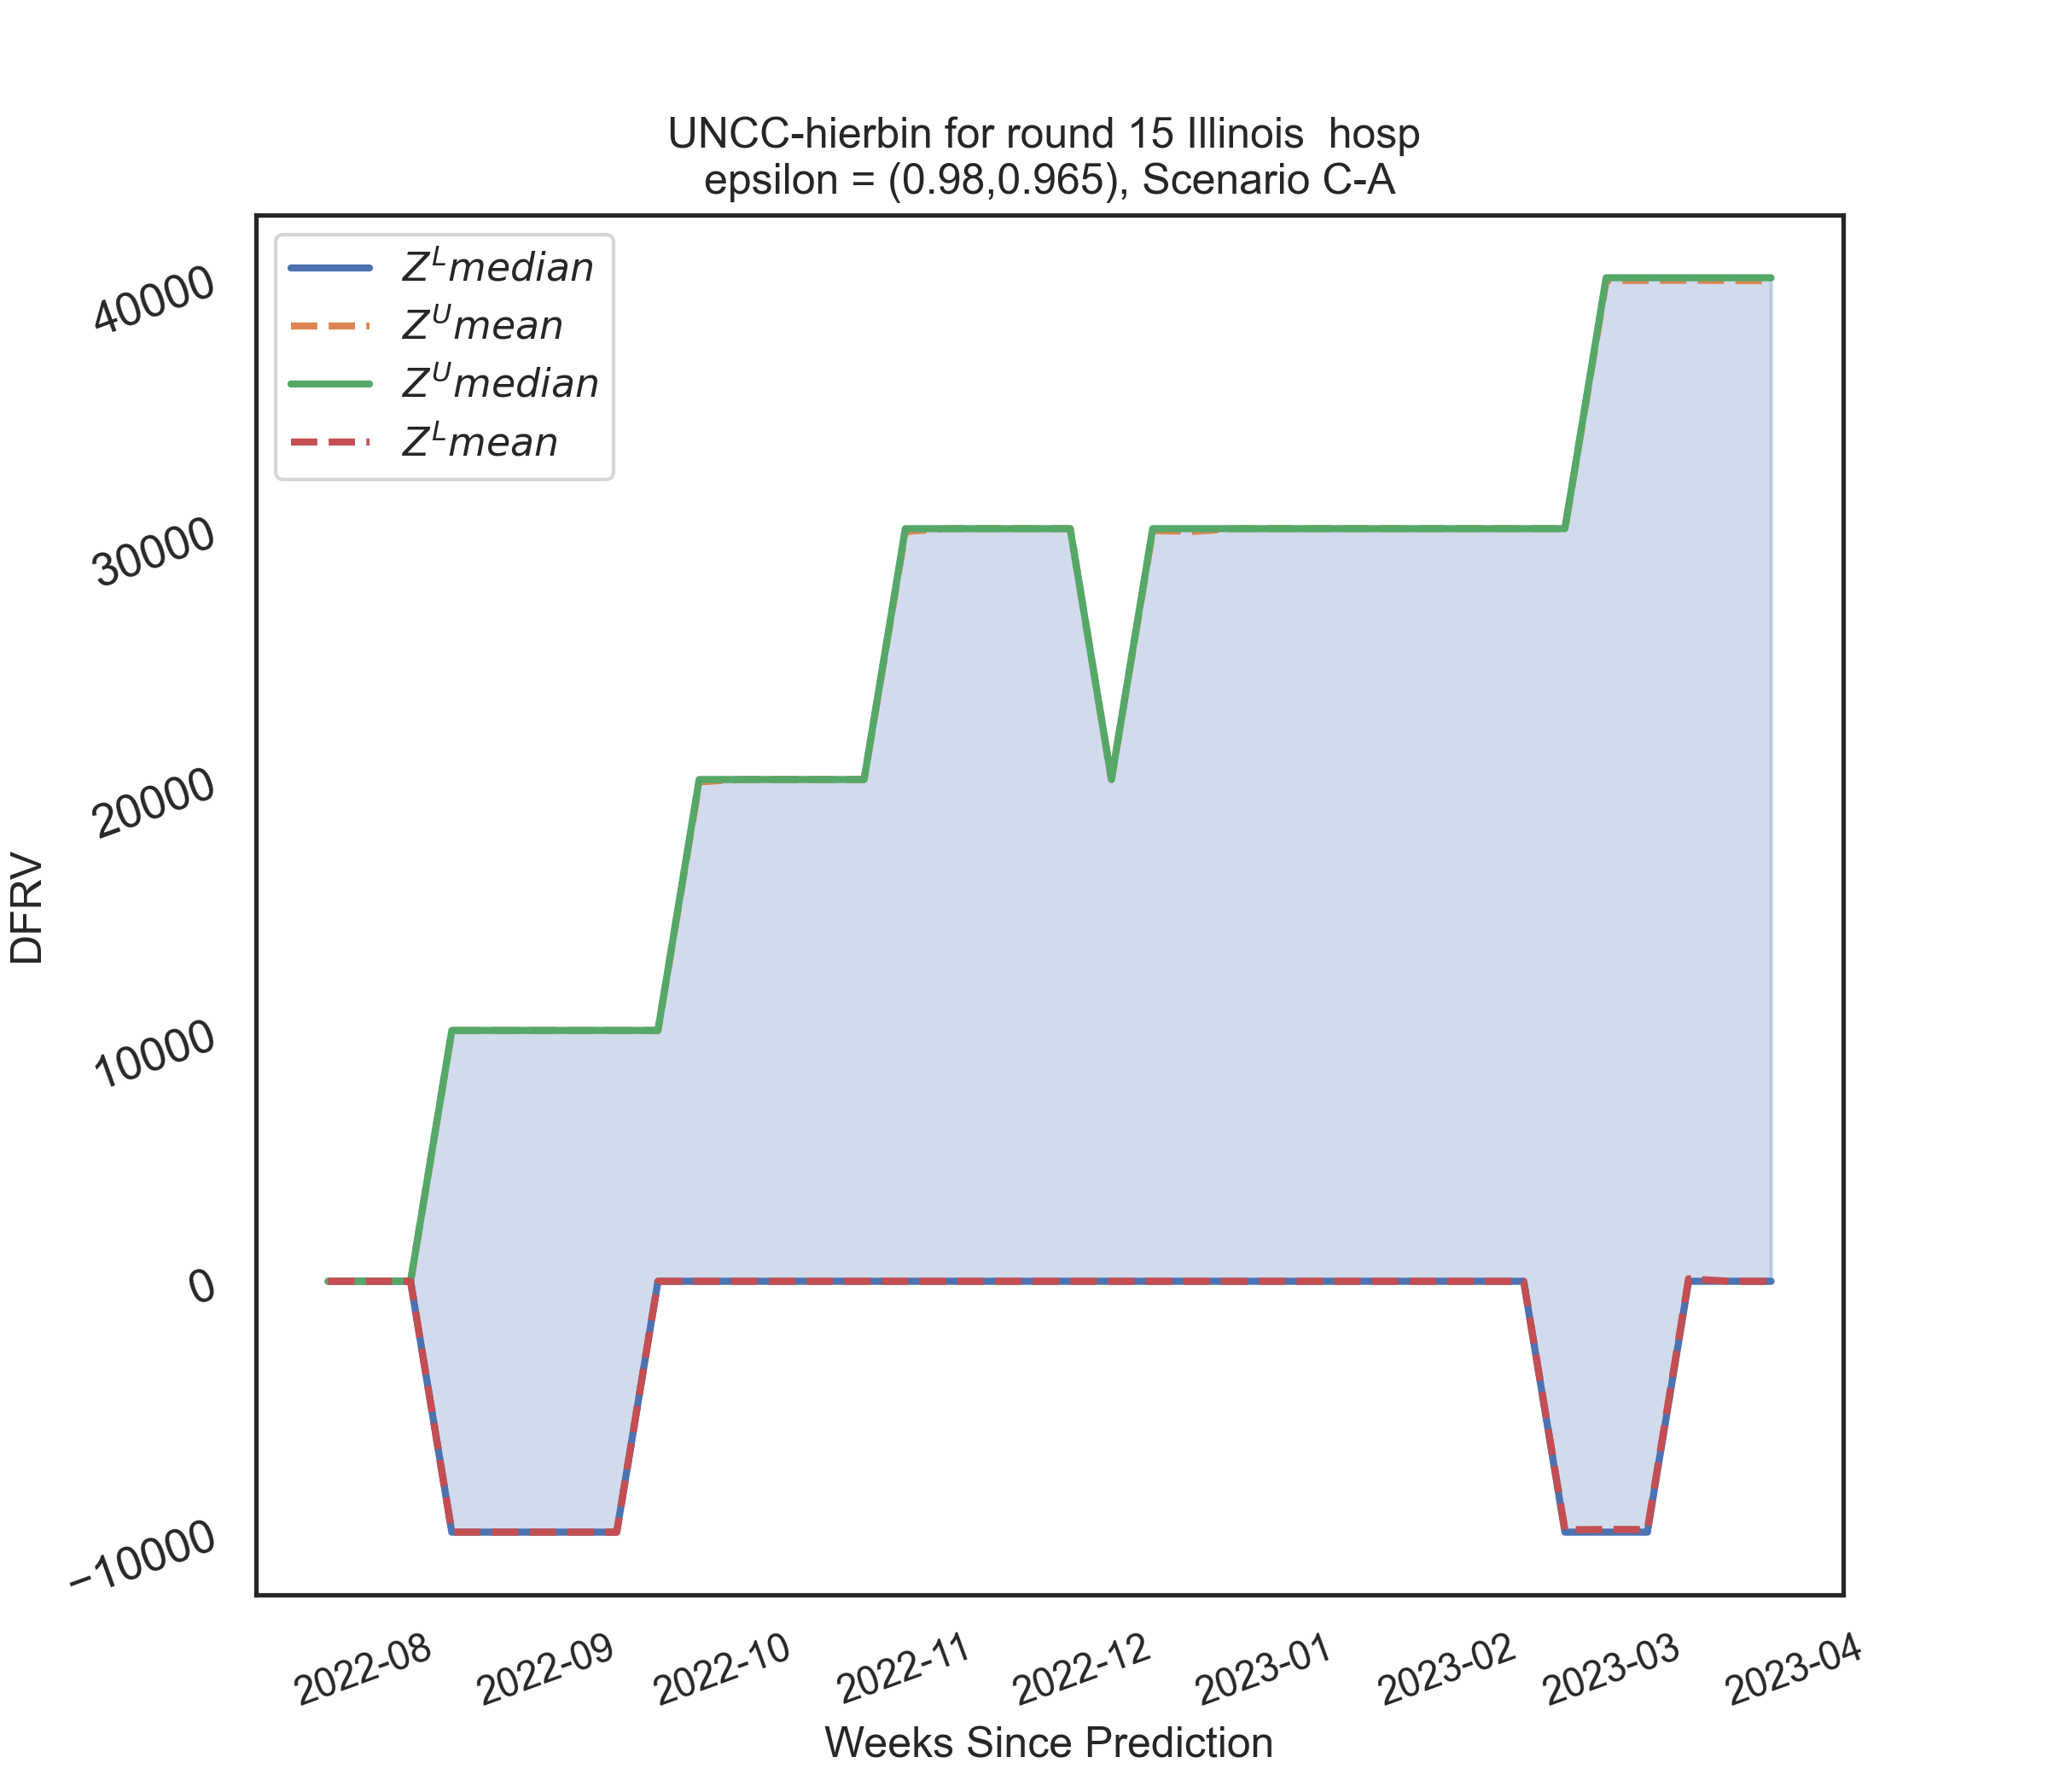 UNCC-hierbin for round 15 Illinois  hosp
epsilon = (0.98,0.965), Scenario C-A
Z^L median
Z^U mean
Z^U median
Z^L mean
40000
30000
20000
10000
0
−10000
DFRV
2022-08
2022-09
2022-10
2022-11
2022-12
2023-01
2023-02
2023-03
2023-04
Weeks Since Prediction